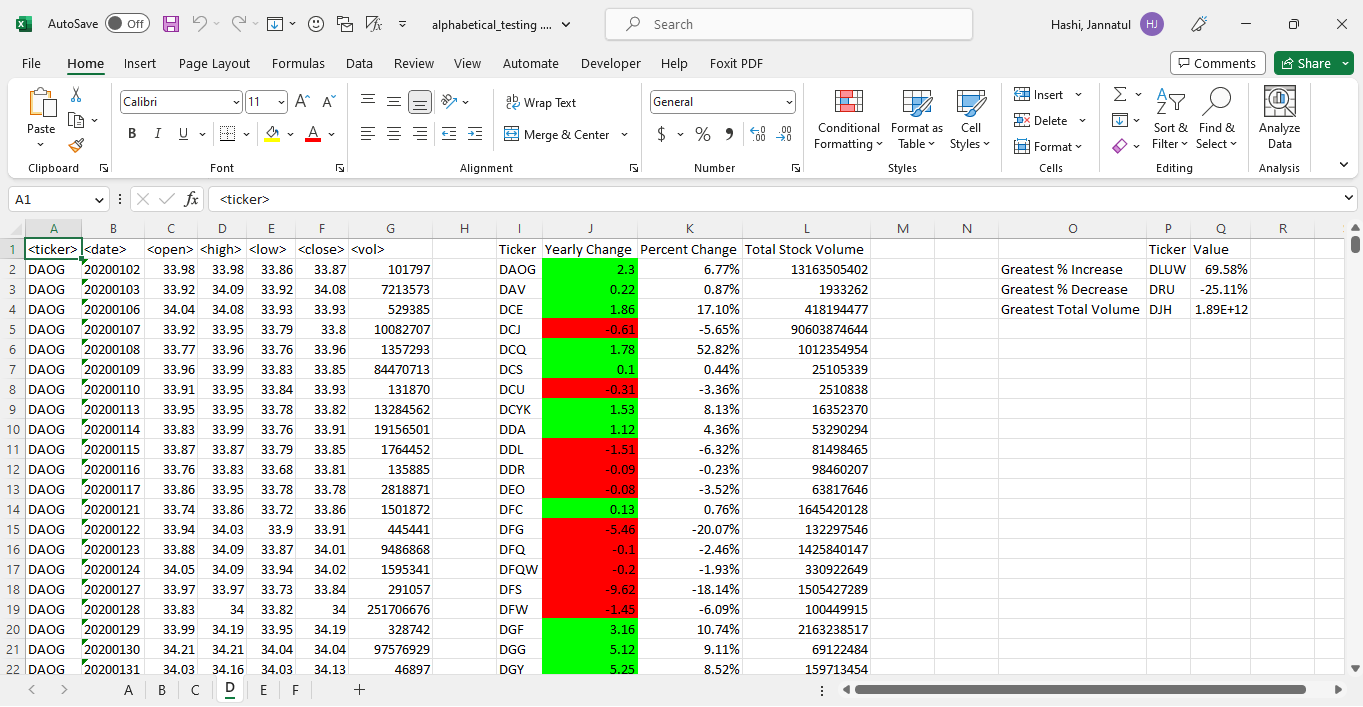 AutoSave Off alphabetical_testing .... Search Hashi, Jannatul HJ
File Home Insert Page Layout Formulas Data Review View Automate Developer Help Foxit PDF Comments Share
Paste Calibri 11 Wrap Text General Conditional Formatting Format as Table Cell Styles Insert Sort & Filter Find & Select Analyze Data
B I U A Merge & Center $ % Delete
Format
Clipboard Font Alignment Number Styles Cells Editing Analysis
A1 fx <ticker>
A B C D E F G H I J K L M N O P Q R
1 <ticker> <date> <open> <high> <low> <close> <vol> Ticker Yearly Change Percent Change Total Stock Volume Ticker Value
2 DAOG 20200102 33.98 33.98 33.86 33.87 101797 DAOG 2.3 6.77% 13163505402 Greatest % Increase DLUW 69.58%
3 DAOG 20200103 33.92 34.09 33.92 34.08 7213573 DAV 0.22 0.87% 1933262 Greatest % Decrease DRU -25.11%
4 DAOG 20200106 34.04 34.08 33.93 33.93 529385 DCE 1.86 17.10% 418194477 Greatest Total Volume DJH 1.89E+12
5 DAOG 20200107 33.92 33.95 33.79 33.8 10082707 DCJ -0.61 -5.65% 90603874644
6 DAOG 20200108 33.77 33.96 33.76 33.96 1357293 DCQ 1.78 52.82% 1012354954
7 DAOG 20200109 33.96 33.99 33.83 33.85 84470713 DCS 0.1 0.44% 25105339
8 DAOG 20200110 33.91 33.95 33.84 33.93 131870 DCU -0.31 -3.36% 2510838
9 DAOG 20200113 33.95 33.95 33.78 33.82 13284562 DCYK 1.53 8.13% 16352370
10 DAOG 20200114 33.83 33.99 33.76 33.91 19156501 DDA 1.12 4.36% 53290294
11 DAOG 20200115 33.87 33.87 33.79 33.85 1764452 DDL -1.51 -6.32% 81498465
12 DAOG 20200116 33.76 33.83 33.68 33.81 135885 DDR -0.09 -0.23% 98460207
13 DAOG 20200117 33.86 33.95 33.78 33.78 2818871 DEO -0.08 -3.52% 63817646
14 DAOG 20200121 33.74 33.86 33.72 33.86 1501872 DFC 0.13 0.76% 1645420128
15 DAOG 20200122 33.94 34.03 33.9 33.91 445441 DFG -5.46 -20.07% 132297546
16 DAOG 20200123 33.88 34.09 33.87 34.01 9486868 DFQ -0.1 -2.46% 1425840147
17 DAOG 20200124 34.05 34.09 33.94 34.02 1595341 DFQW -0.2 -1.93% 330922649
18 DAOG 20200127 33.97 33.97 33.73 33.84 291057 DFS -9.62 -18.14% 1505427289
19 DAOG 20200128 33.83 34 33.82 34 251706676 DFW -1.45 -6.09% 100449915
20 DAOG 20200129 33.99 34.19 33.95 34.19 328742 DGF 3.16 10.74% 2163238517
21 DAOG 20200130 34.21 34.21 34.04 34.04 97576929 DGG 5.12 9.11% 69122484
22 DAOG 20200131 34.03 34.16 34.03 34.13 46897 DGY 5.25 8.52% 159713454
A B C D E F